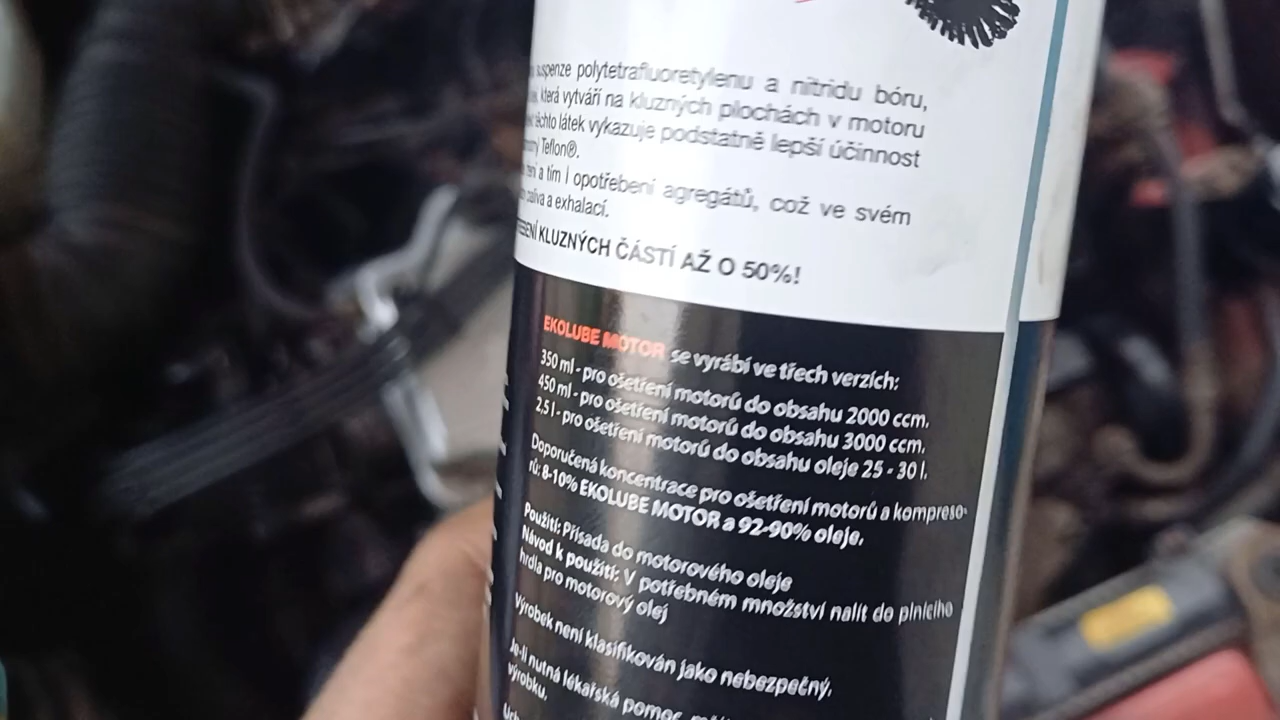 suspenze polytetrafluoretylenu a nitridu bóru,
která vytváří na kluzných plochách v motoru
těchto látek vykazuje podstatně lepší účinnost
Teflon®.
a tím i opotřebení agregátů, což ve svém
paliva a exhalací.
KLUZNÝCH ČÁSTÍ AŽ O 50%!
EKOLUBE MOTOR se vyrábí ve třech verzích:
350 ml - pro ošetření motorů do obsahu 2000 ccm.
450 ml - pro ošetření motorů do obsahu 3000 ccm.
2,5 l - pro ošetření motorů do obsahu oleje 25 - 30 l.
Doporučená koncentrace pro ošetření motorů a kompreso-
rů: 8-10% EKOLUBE MOTOR a 92-90% oleje.
Použití: Přísada do motorového oleje
Návod k použití: V potřebném množství nalít do plnícího
hrdla pro motorový olej
Výrobek není klasifikován jako nebezpečný.
Je-li nutná lékařská pomoc,
výrobku.